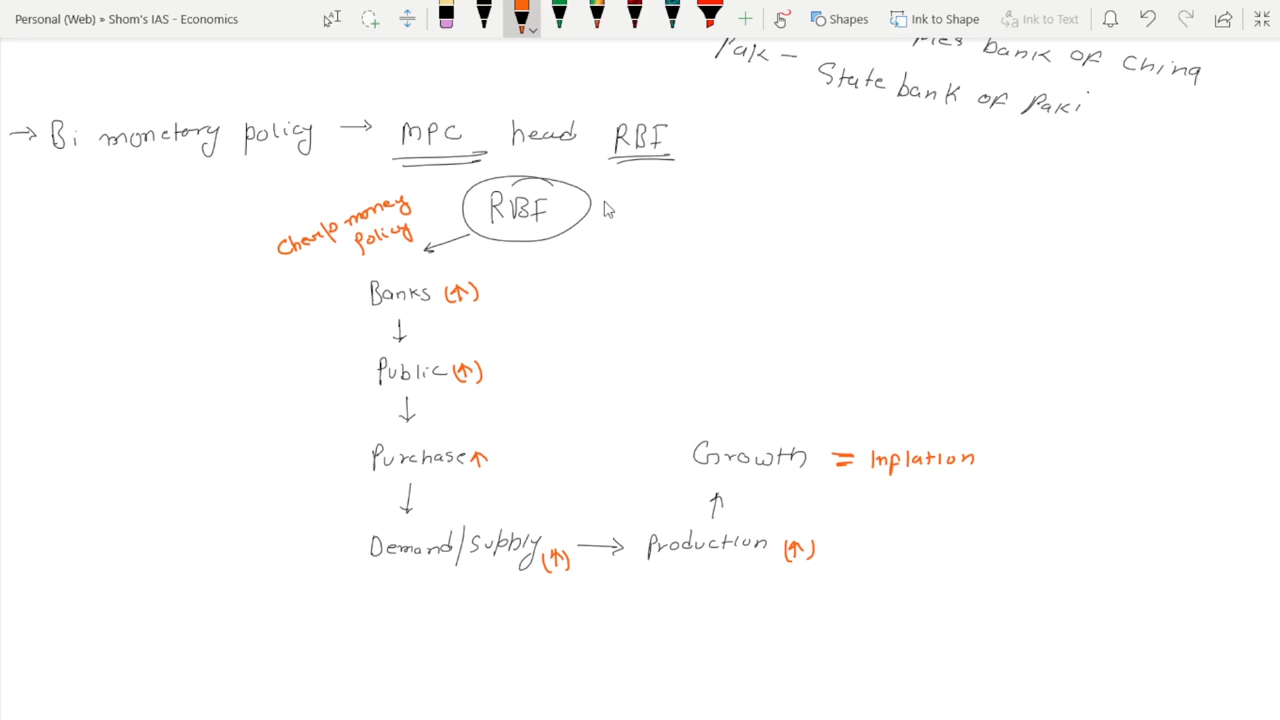 Personal (Web) » Shom's IAS - Economics
Shapes
Ink to Shape
Ink to Text
bank of China
Pak - State bank of Paki
→ Bi monetory policy → MPC head RBI
RBI
Cheap money policy
Banks (↑)
↓
Public (↑)
↓
Purchase ↑
↓
Growth = Inflation
↑
Demand/Supply (↑) → Production (↑)